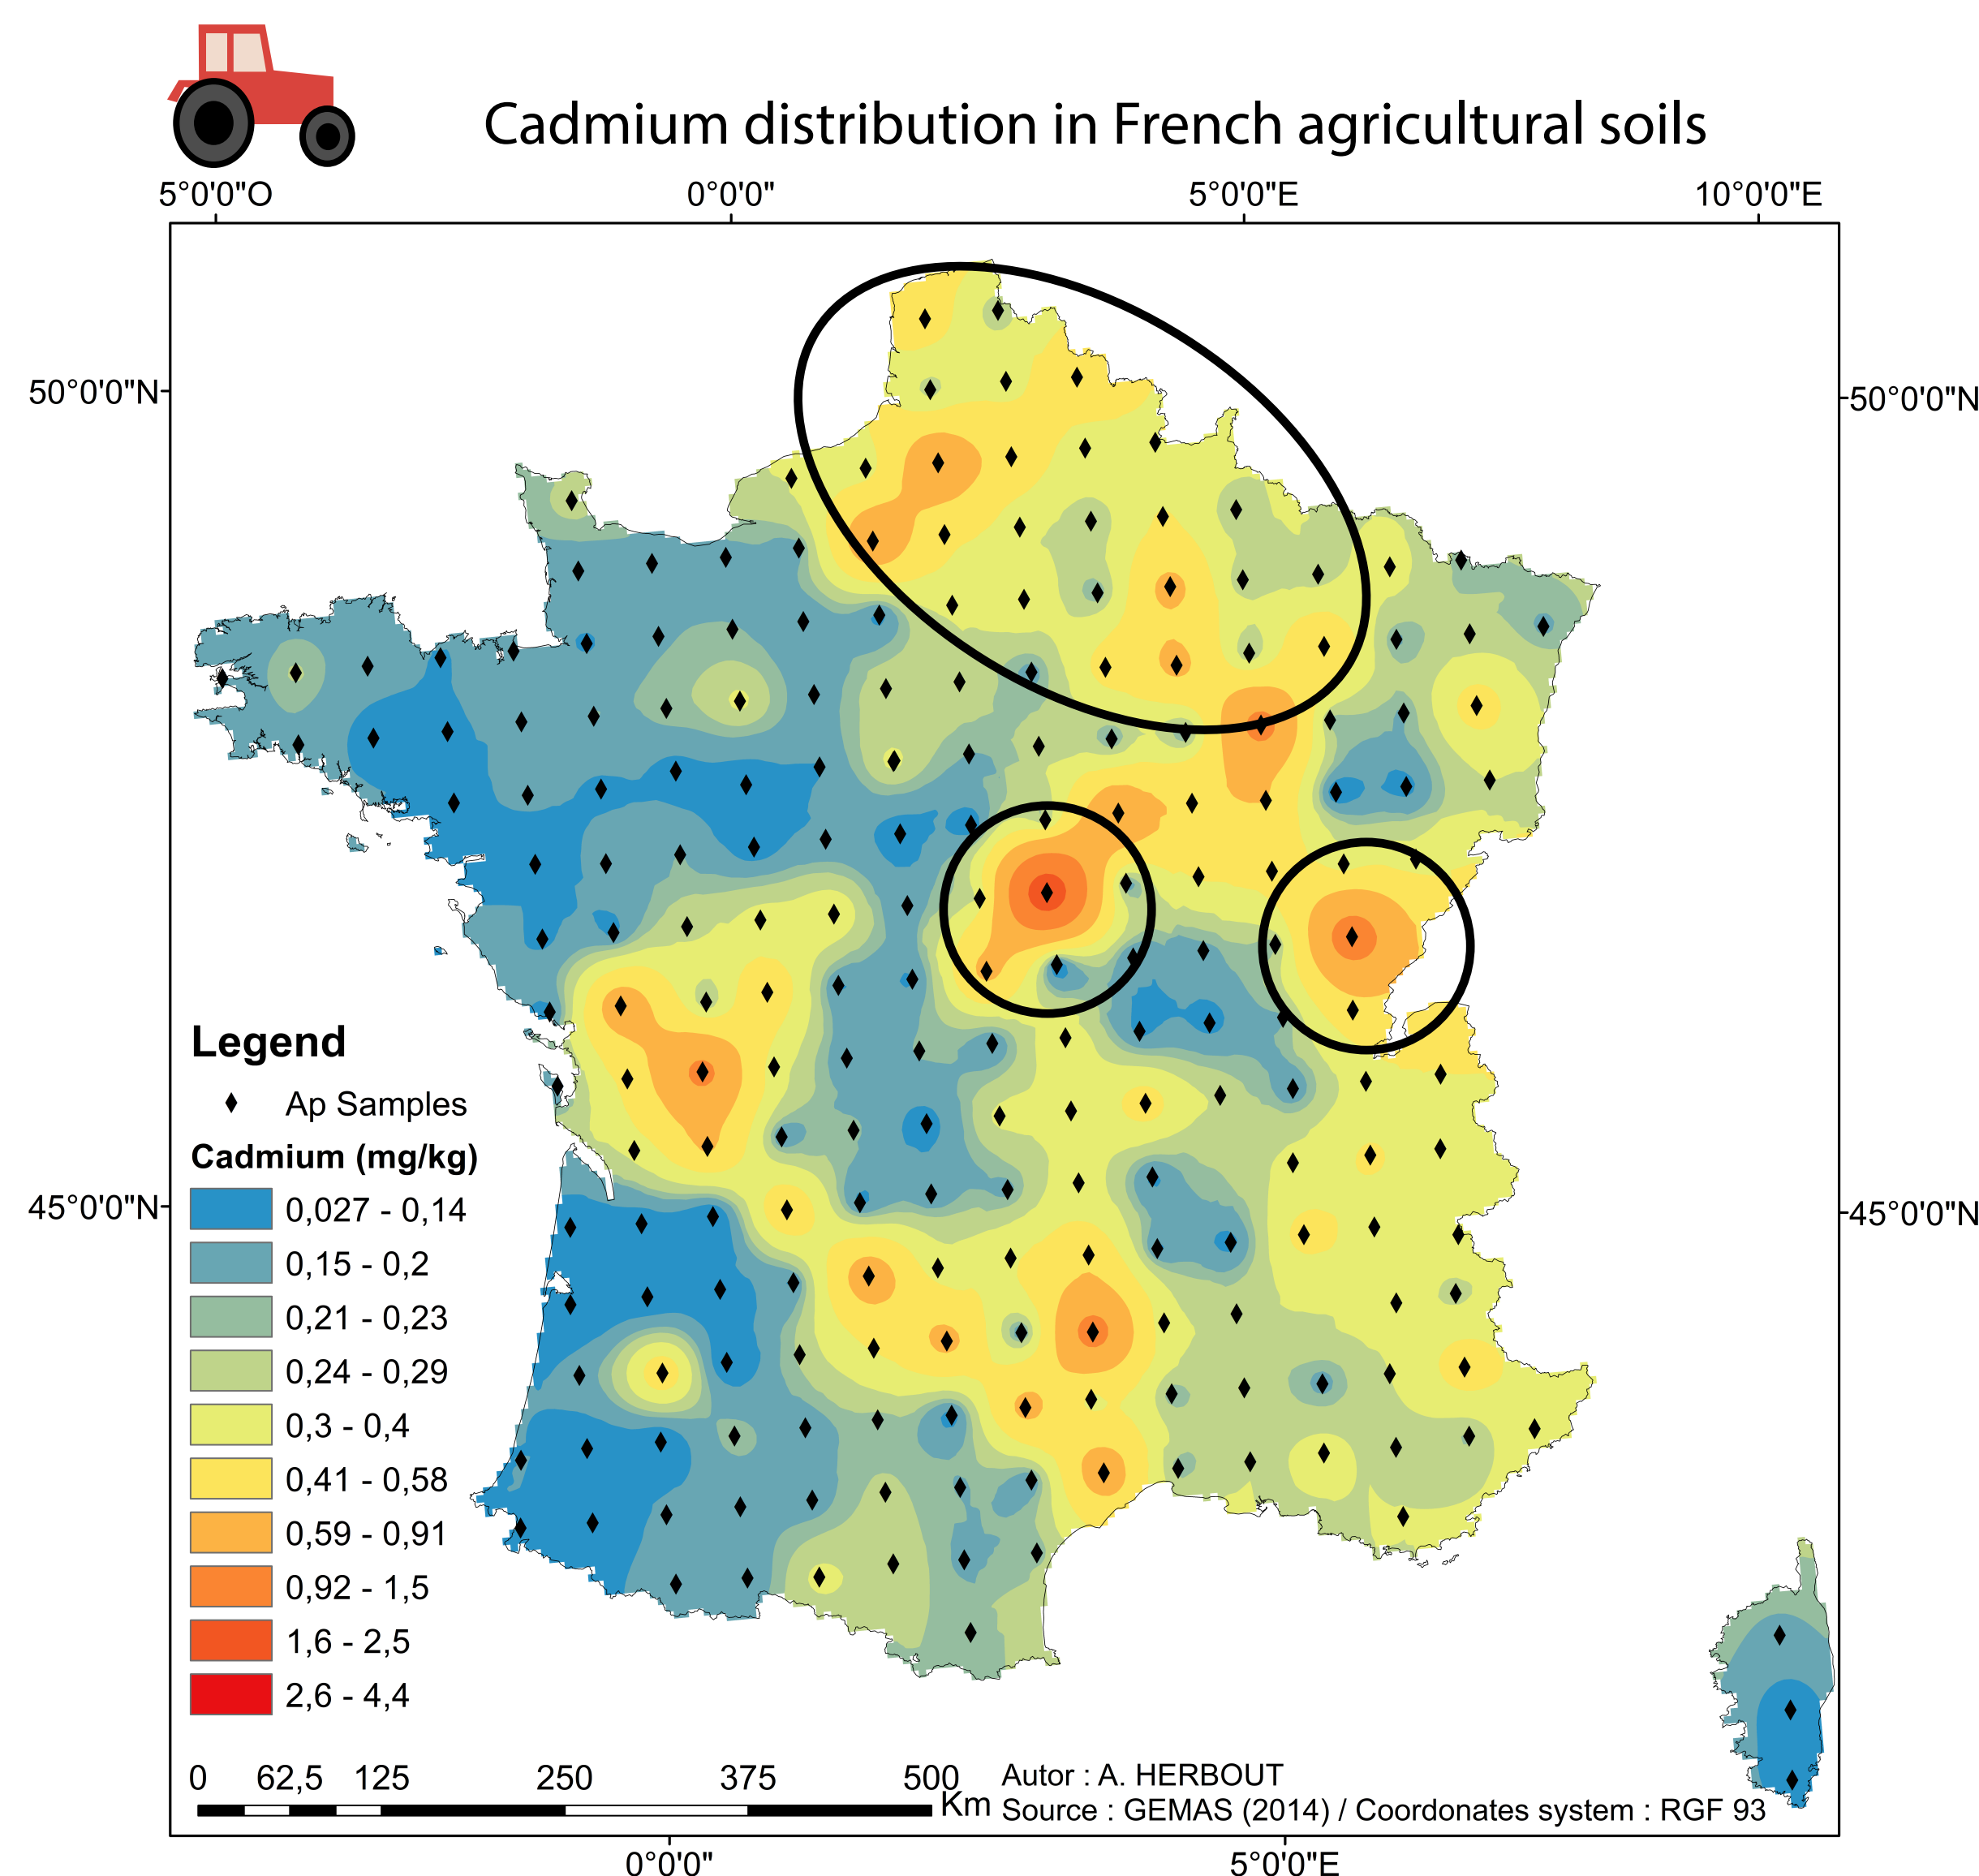 Cadmium distribution in French agricultural soils
5°0'0"O
0°0'0"
5°0'0"E
10°0'0"E
50°0'0"N
50°0'0"N
45°0'0"N
45°0'0"N
Legend
Ap Samples
Cadmium (mg/kg)
0,027 - 0,14
0,15 - 0,2
0,21 - 0,23
0,24 - 0,29
0,3 - 0,4
0,41 - 0,58
0,59 - 0,91
0,92 - 1,5
1,6 - 2,5
2,6 - 4,4
0 62,5 125 250 375 500
Km
Autor : A. HERBOUT
Source : GEMAS (2014) / Coordonates system : RGF 93
0°0'0"
5°0'0"E